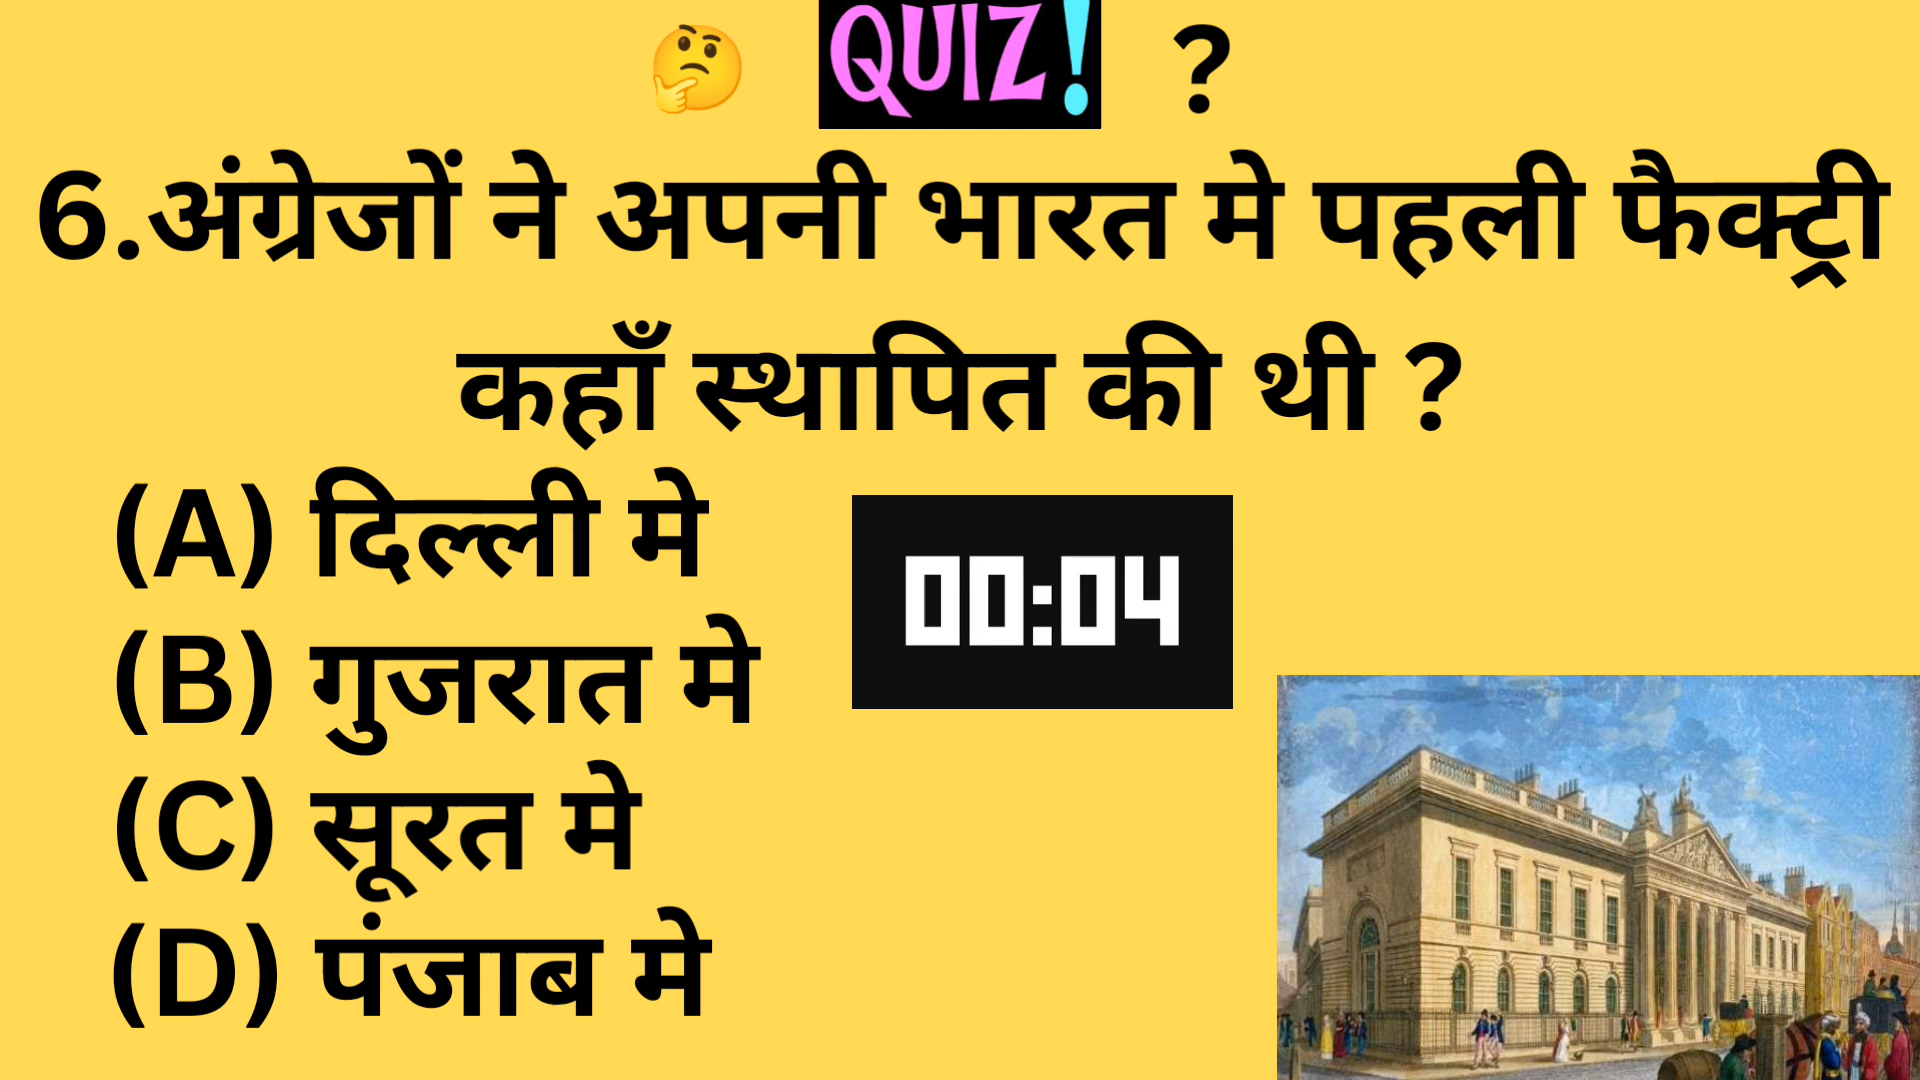 🤔 QUIZ! ?
6.अंग्रेजों ने अपनी भारत मे पहली फैक्ट्री
कहाँ स्थापित की थी ?
(A) दिल्ली मे
00:04
(B) गुजरात मे
(C) सूरत मे
(D) पंजाब मे